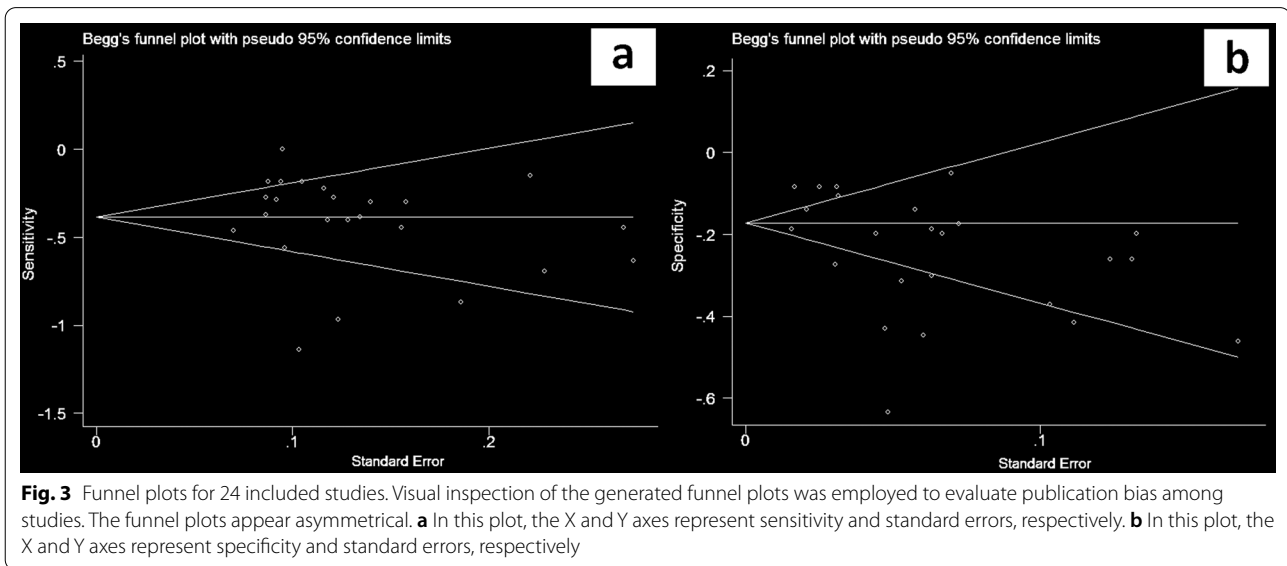 Begg's funnel plot with pseudo 95% confidence limits
a
.5
0
-.5
-1
-1.5
Sensitivity
0
.1
.2
Standard Error
Begg's funnel plot with pseudo 95% confidence limits
b
.2
0
-.2
-.4
-.6
Specificity
0
.1
Standard Error
Fig. 3 Funnel plots for 24 included studies. Visual inspection of the generated funnel plots was employed to evaluate publication bias among
studies. The funnel plots appear asymmetrical. a In this plot, the X and Y axes represent sensitivity and standard errors, respectively. b In this plot, the
X and Y axes represent specificity and standard errors, respectively